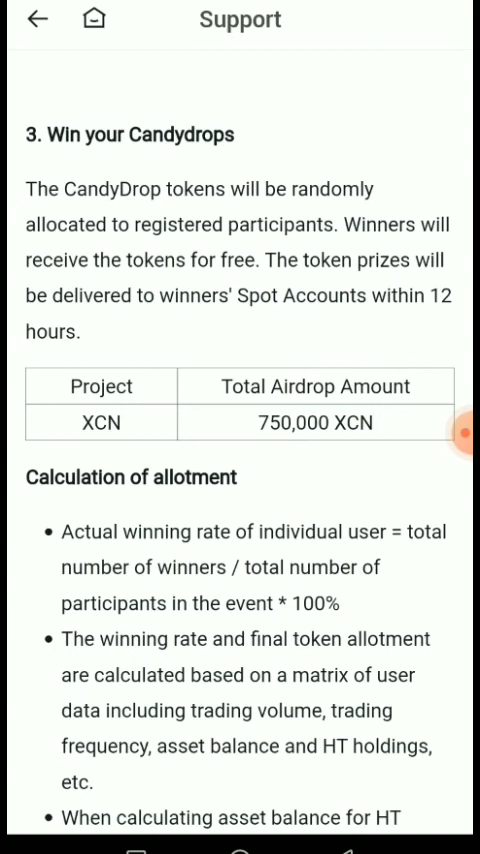 Support
3. Win your Candydrops
The CandyDrop tokens will be randomly
allocated to registered participants. Winners will
receive the tokens for free. The token prizes will
be delivered to winners' Spot Accounts within 12
hours.
Project Total Airdrop Amount
XCN 750,000 XCN
Calculation of allotment
• Actual winning rate of individual user = total
number of winners / total number of
participants in the event * 100%
• The winning rate and final token allotment
are calculated based on a matrix of user
data including trading volume, trading
frequency, asset balance and HT holdings,
etc.
• When calculating asset balance for HT